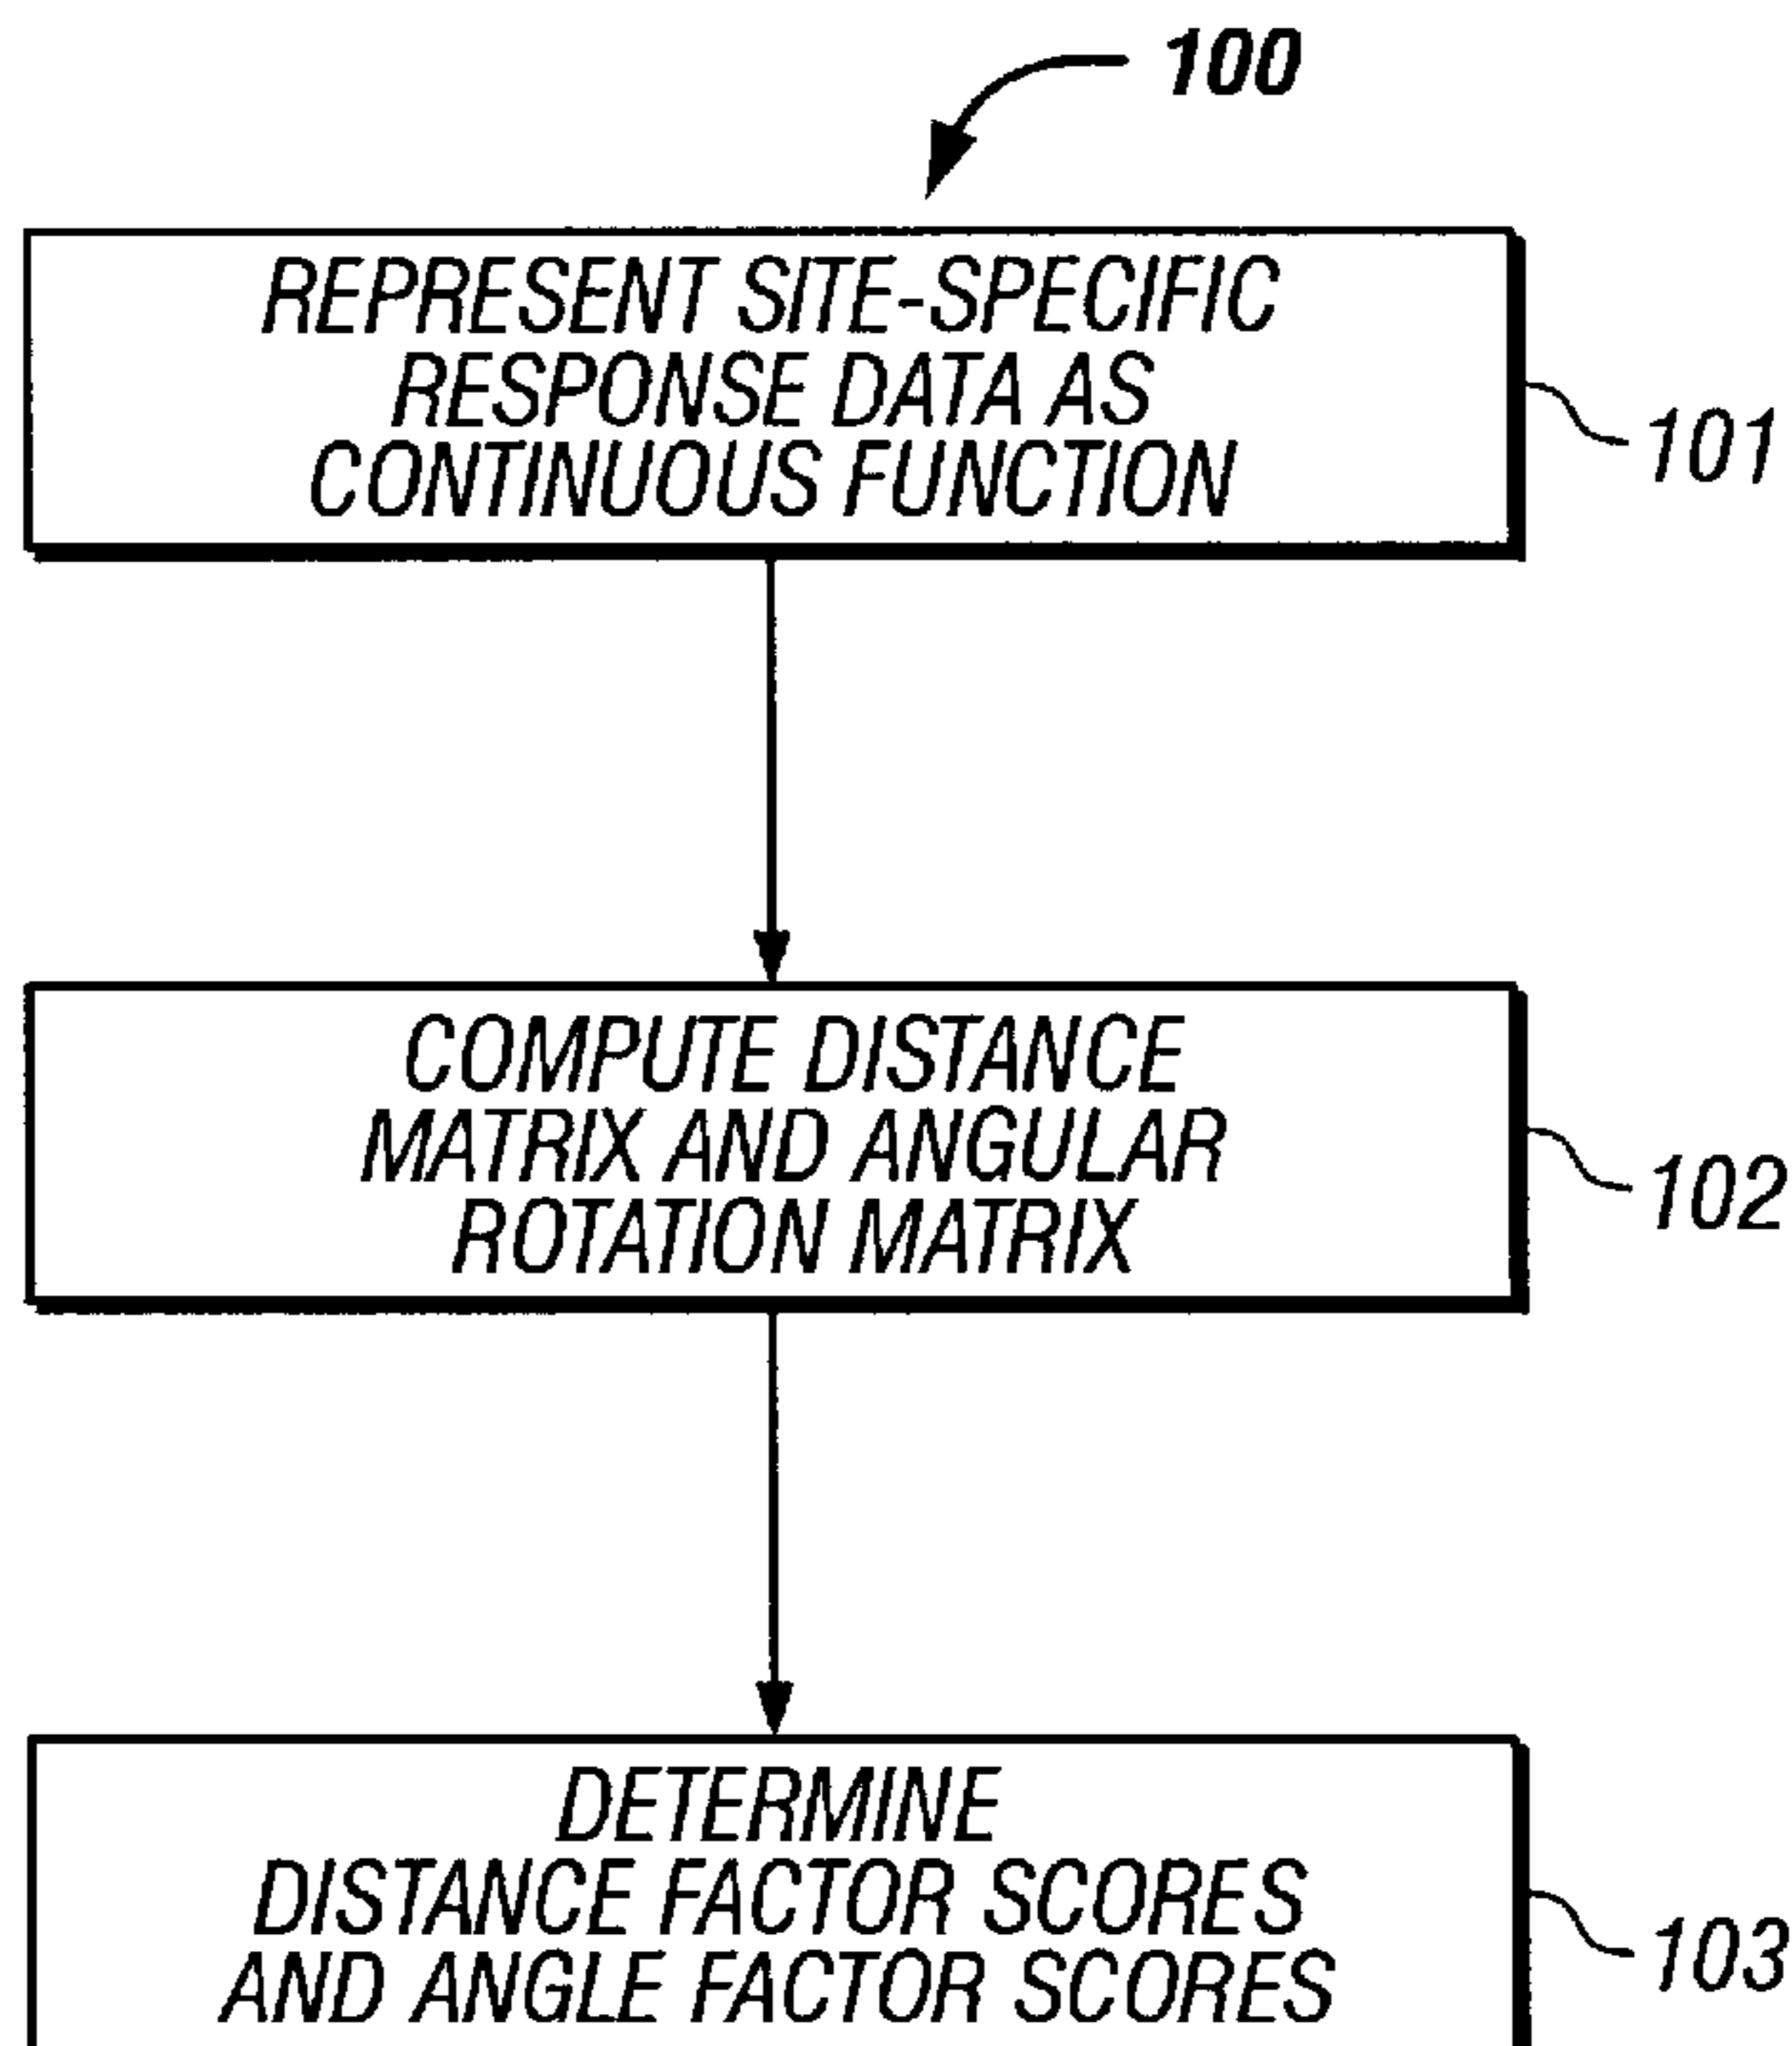 100
REPRESENT SITE-SPECIFIC
RESPONSE DATA AS
CONTINUOUS FUNCTION
101
COMPUTE DISTANCE
MATRIX AND ANGULAR
ROTATION MATRIX
102
DETERMINE
DISTANCE FACTOR SCORES
AND ANGLE FACTOR SCORES
103